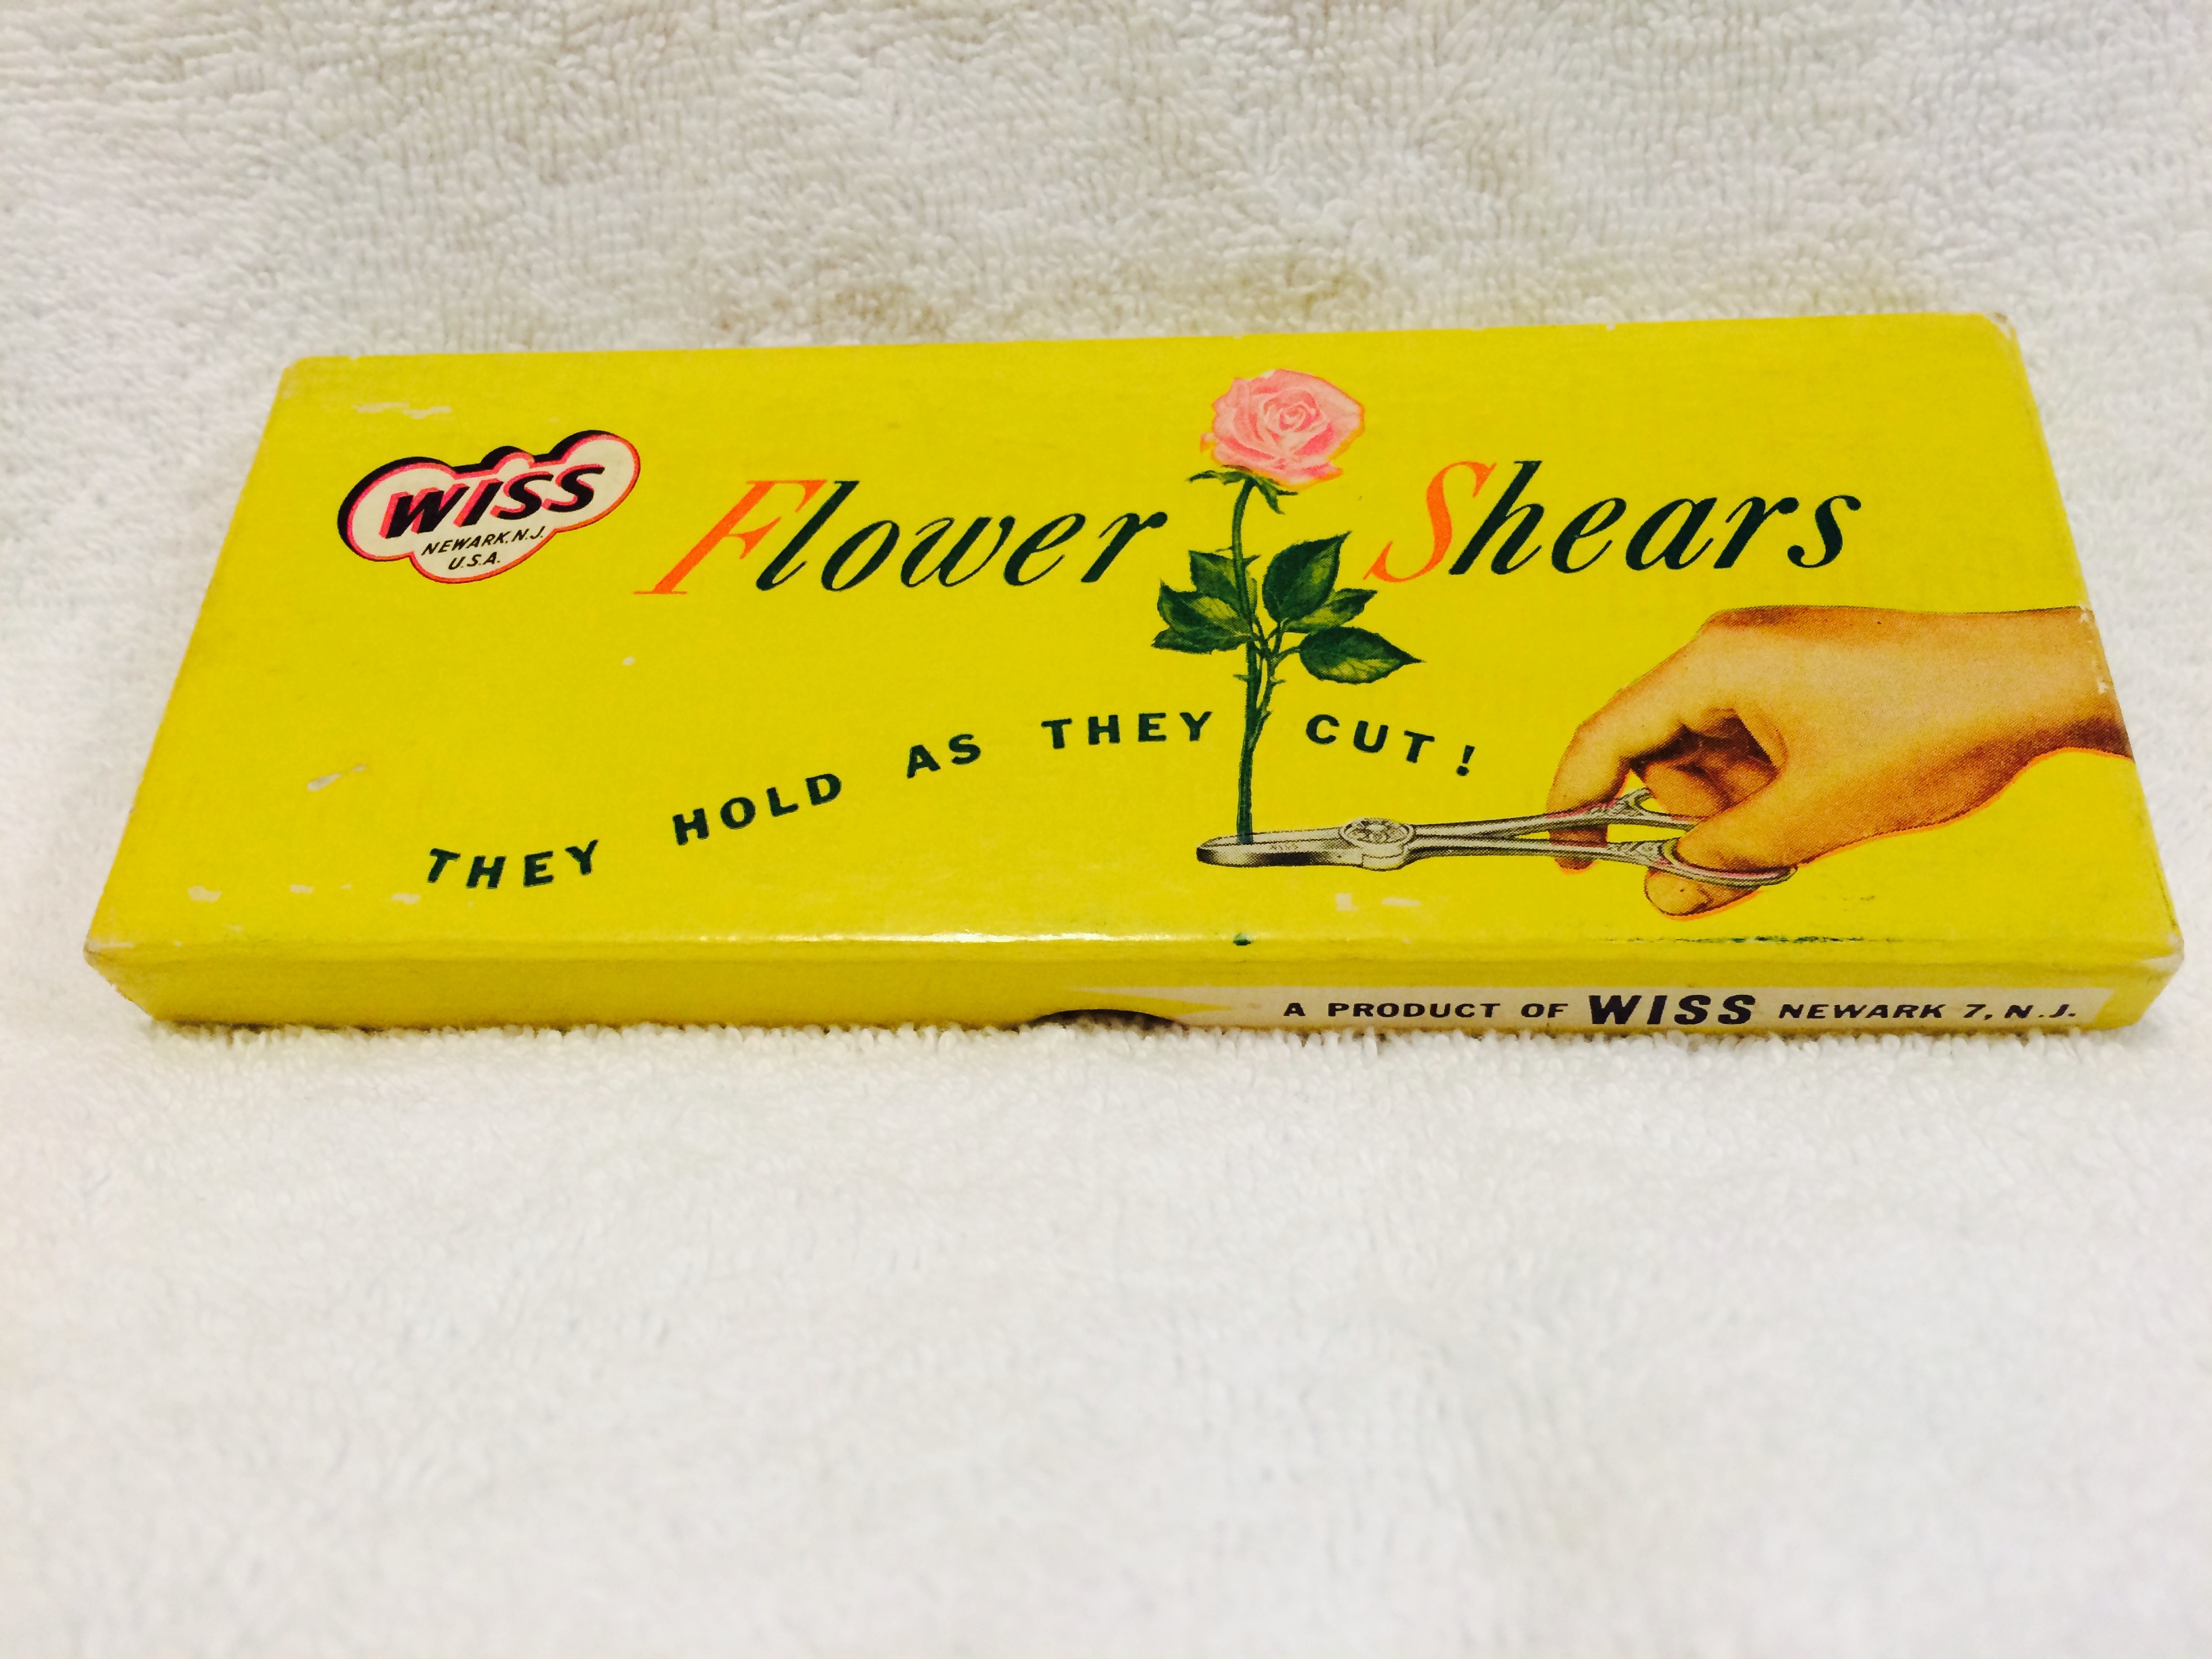 WISS
NEWARK, N.J.
U.S.A.
Flower Shears
THEY HOLD AS THEY CUT!
A PRODUCT OF WISS NEWARK 7, N.J.